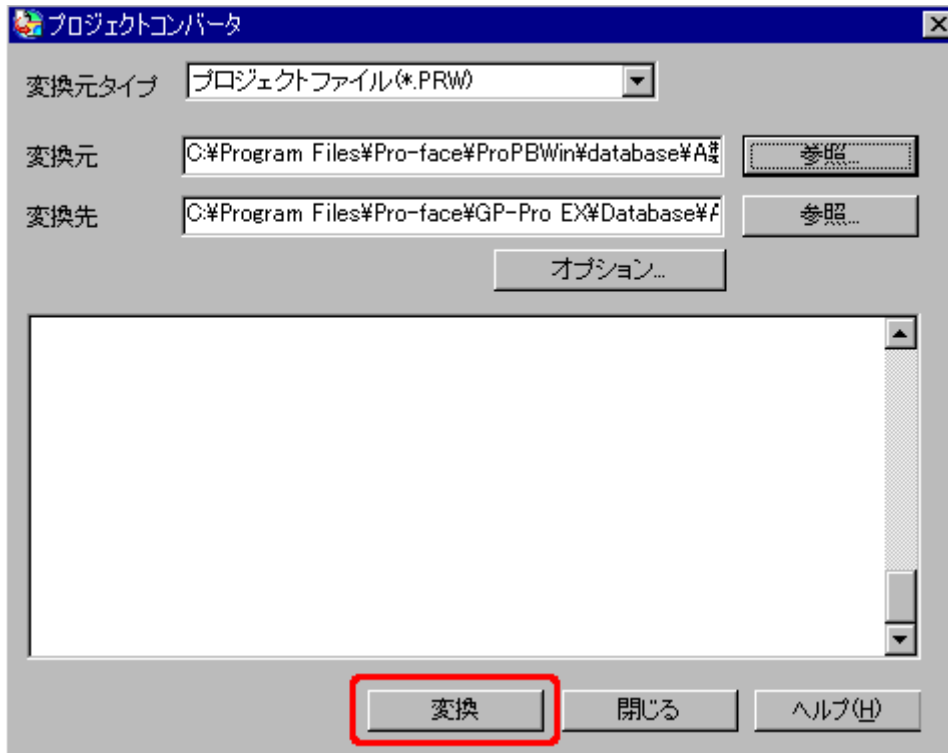 プロジェクトコンバータ
変換元タイプ プロジェクトファイル(*.PRW)
変換元 C:¥Program Files¥Pro-face¥ProPBWin¥database¥A 参照...
変換先 C:¥Program Files¥Pro-face¥GP-Pro EX¥Database¥ 参照...
オプション...
変換 閉じる ヘルプ(H)